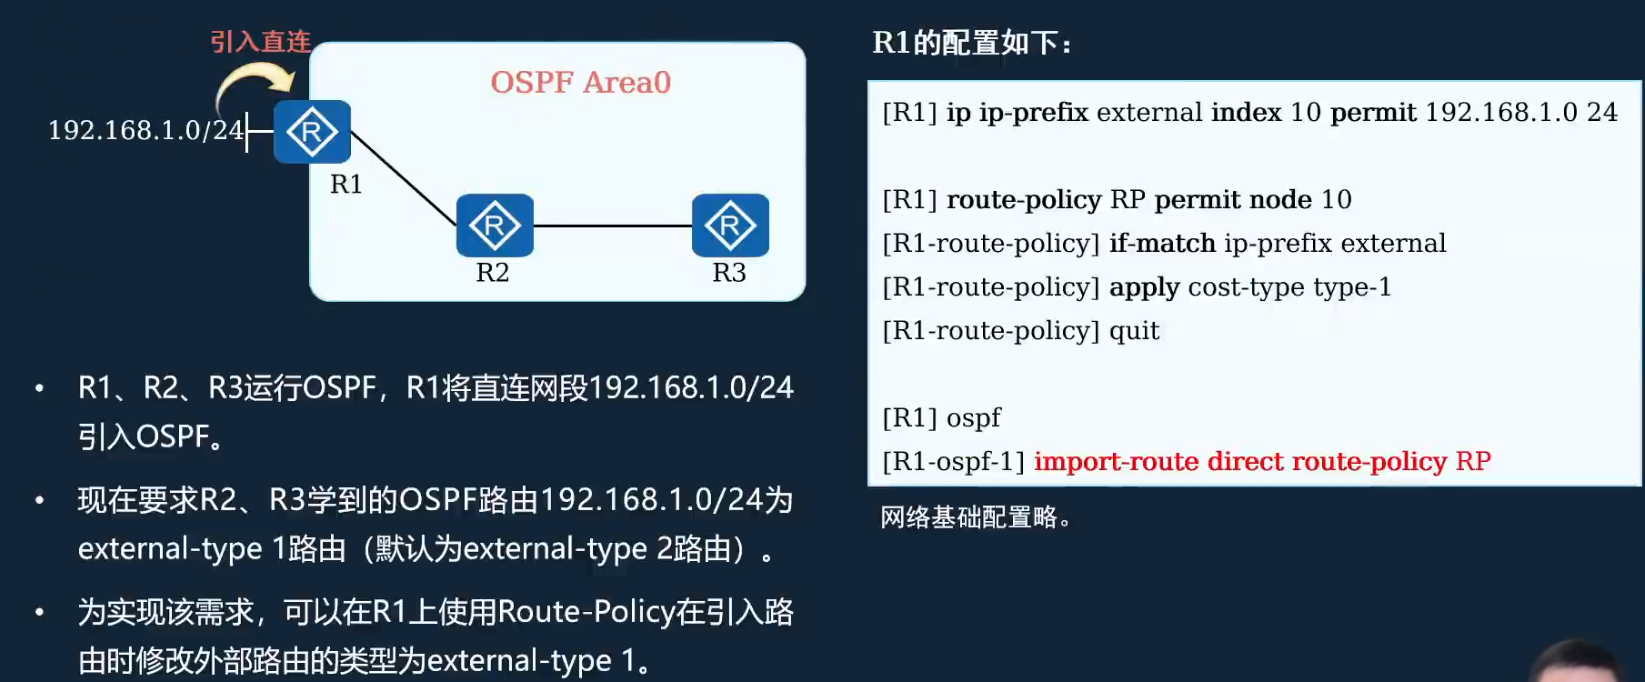 引入直连
OSPF Area0
192.168.1.0/24
R
R1
R
R2
R
R3
R1、R2、R3运行OSPF，R1将直连网段192.168.1.0/24
引入OSPF。
现在要求R2、R3学到的OSPF路由192.168.1.0/24为
external-type 1路由（默认为external-type 2路由）。
为实现该需求，可以在R1上使用Route-Policy在引入路
由时修改外部路由的类型为external-type 1。
R1的配置如下：
[R1] ip ip-prefix external index 10 permit 192.168.1.0 24
[R1] route-policy RP permit node 10
[R1-route-policy] if-match ip-prefix external
[R1-route-policy] apply cost-type type-1
[R1-route-policy] quit
[R1] ospf
[R1-ospf-1] import-route direct route-policy RP
网络基础配置略。